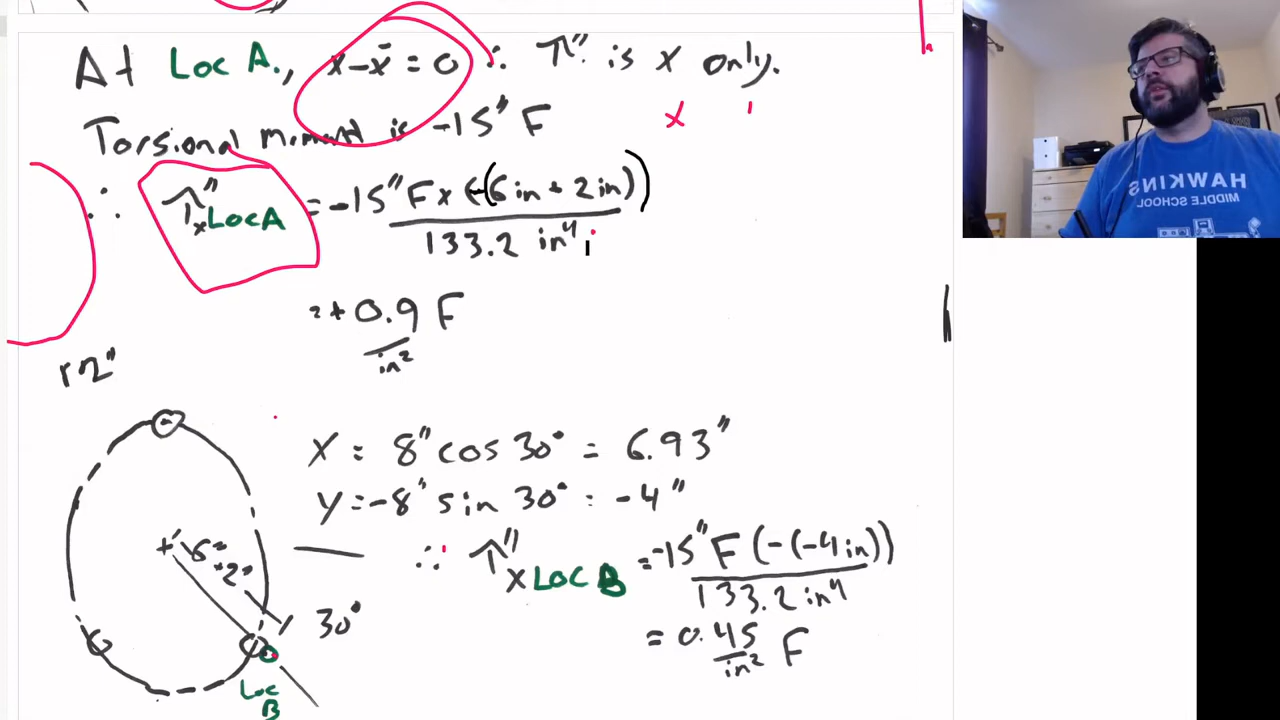 At Loc A., x-x̄ = 0 ∴ τ" is x only.
x
Torsional moment is -15" F
∴ τ"x LOCA = -15" F x (-(6 in + 2 in))
133.2 in⁴
= + 0.9 F
in²
r 2"
X = 8" cos 30° = 6.93"
Y = -8" sin 30° = -4"
∴ τ"x LOC B = -15" F (-(-4 in))
133.2 in⁴
= 0.45 F
in²
6"
+2"
30°
Loc
B
HAWKINS
MIDDLE SCHOOL